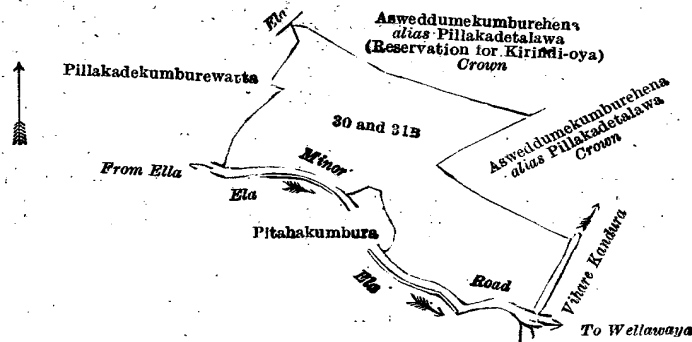 Ela
Asweddumekumburehena
alias Pillakadetalawa
(Reservation for Kirindi-oya)
Crown
Pillakadekumburewatta
30 and 31B
Asweddumekumburehena
alias Pillakadetalawa
Crown
From Ella
Minor
Ela
Pitahakumbura
Ela
Road
Vihare Kandura
To Wellawaya